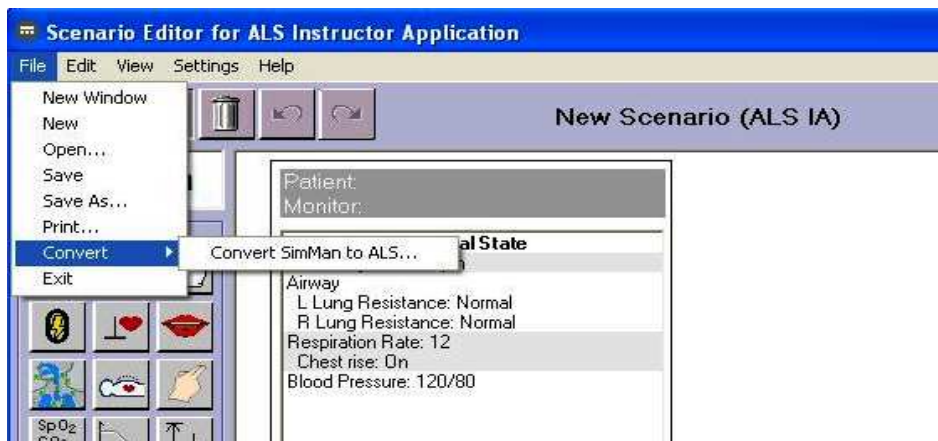 Scenario Editor for ALS Instructor Application
File Edit View Settings Help
New Window
New
Open...
Save
Save As...
Print...
Convert
Exit
Convert SimMan to ALS...
New Scenario (ALS IA)
Patient:
Monitor:
al State
Airway
L Lung Resistance: Normal
R Lung Resistance: Normal
Respiration Rate: 12
Chest rise: On
Blood Pressure: 120/80
SpO2